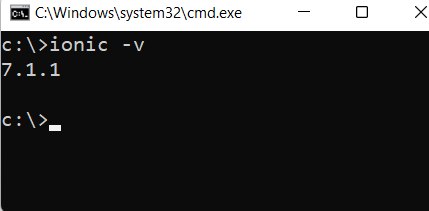 C:\Windows\system32\cmd.exe
c:\>ionic -v
7.1.1
c:\>